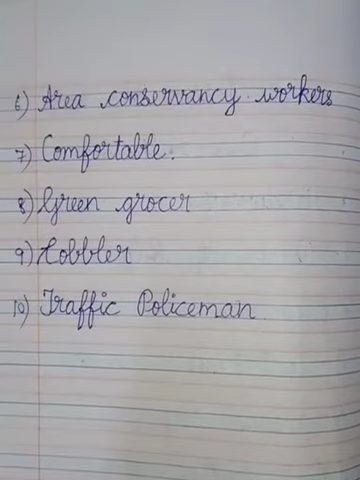 6) Area conservancy workers
7) Comfortable.
8) Green grocer
9) Cobbler
10) Traffic Policeman